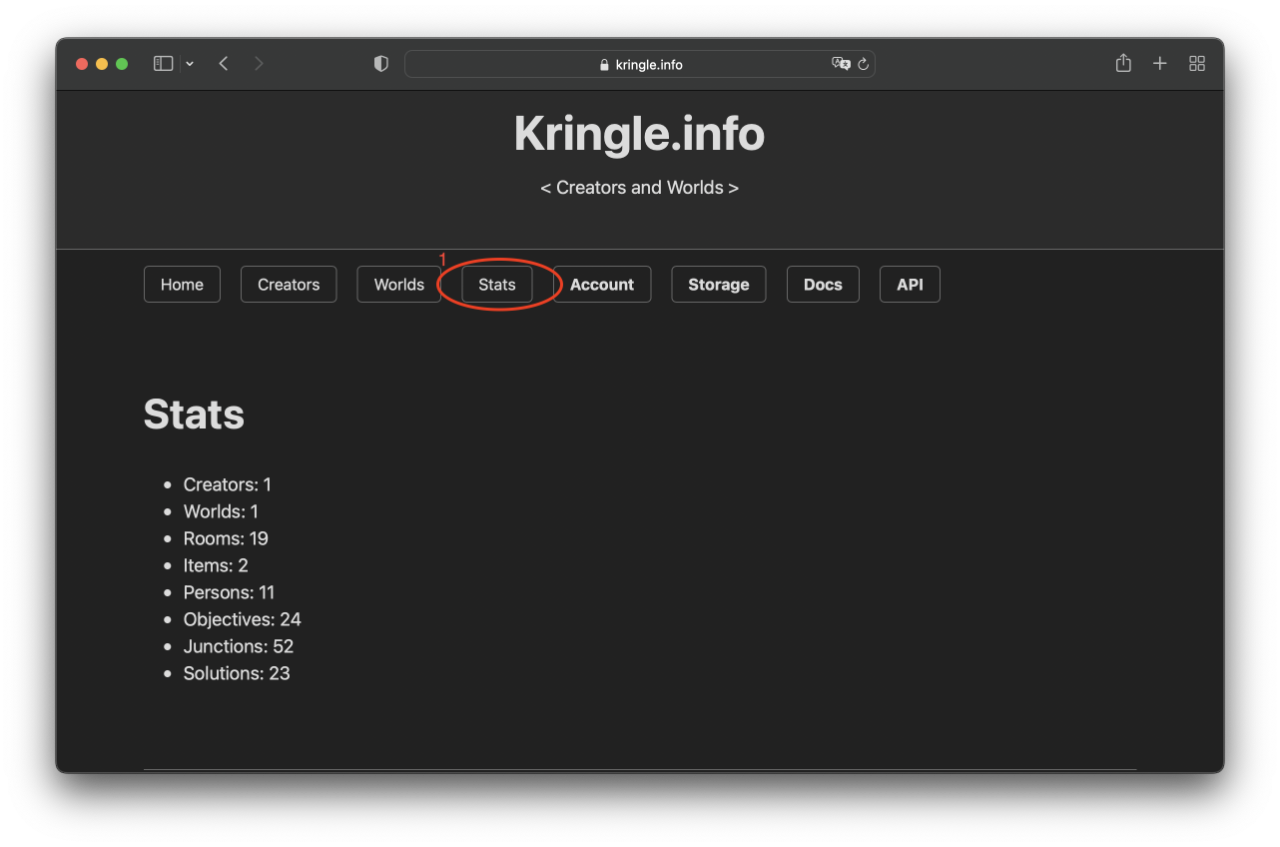 kringle.info
Kringle.info
< Creators and Worlds >
1
Home Creators Worlds Stats Account Storage Docs API
Stats
• Creators: 1
• Worlds: 1
• Rooms: 19
• Items: 2
• Persons: 11
• Objectives: 24
• Junctions: 52
• Solutions: 23